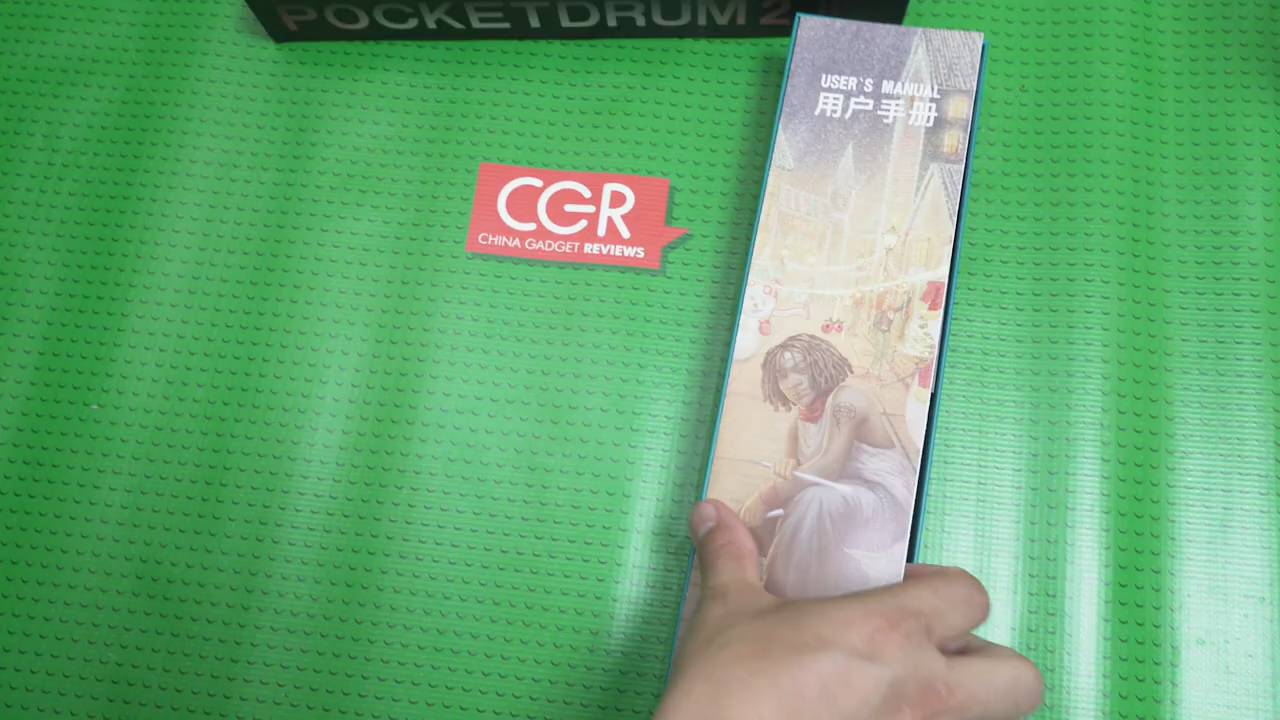 POCKETDRUM 2
USER`S MANUAL
用户手册
CGR
CHINA GADGET REVIEWS